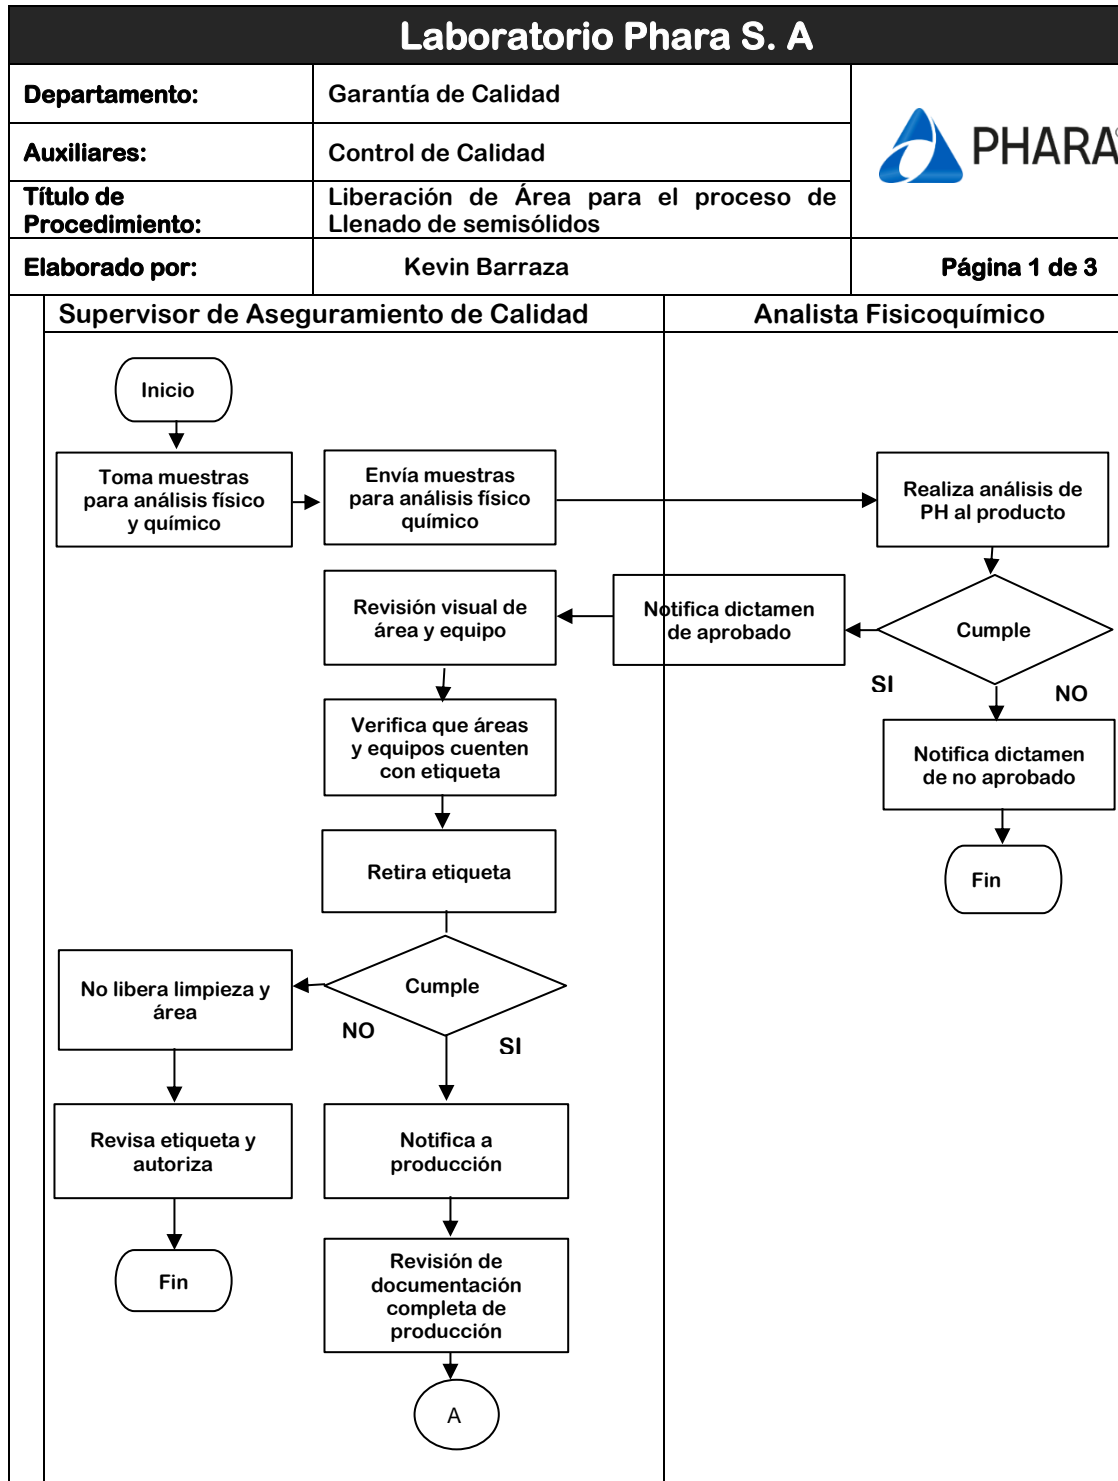 Laboratorio Phara S. A
Departamento:
Garantía de Calidad
PHARA
Auxiliares:
Control de Calidad
Título de
Procedimiento:
Liberación de Área para el proceso de
Llenado de semisólidos
Elaborado por:
Kevin Barraza
Página 1 de 3
Supervisor de Aseguramiento de Calidad
Analista Fisicoquímico
Inicio
Toma muestras
para análisis físico
y químico
Envía muestras
para análisis físico
químico
Realiza análisis de
PH al producto
Cumple
SI
NO
Notifica dictamen
de aprobado
Revisión visual de
área y equipo
Notifica dictamen
de no aprobado
Fin
Verifica que áreas
y equipos cuenten
con etiqueta
Retira etiqueta
Cumple
NO
SI
No libera limpieza y
área
Revisa etiqueta y
autoriza
Fin
Notifica a
producción
Revisión de
documentación
completa de
producción
A